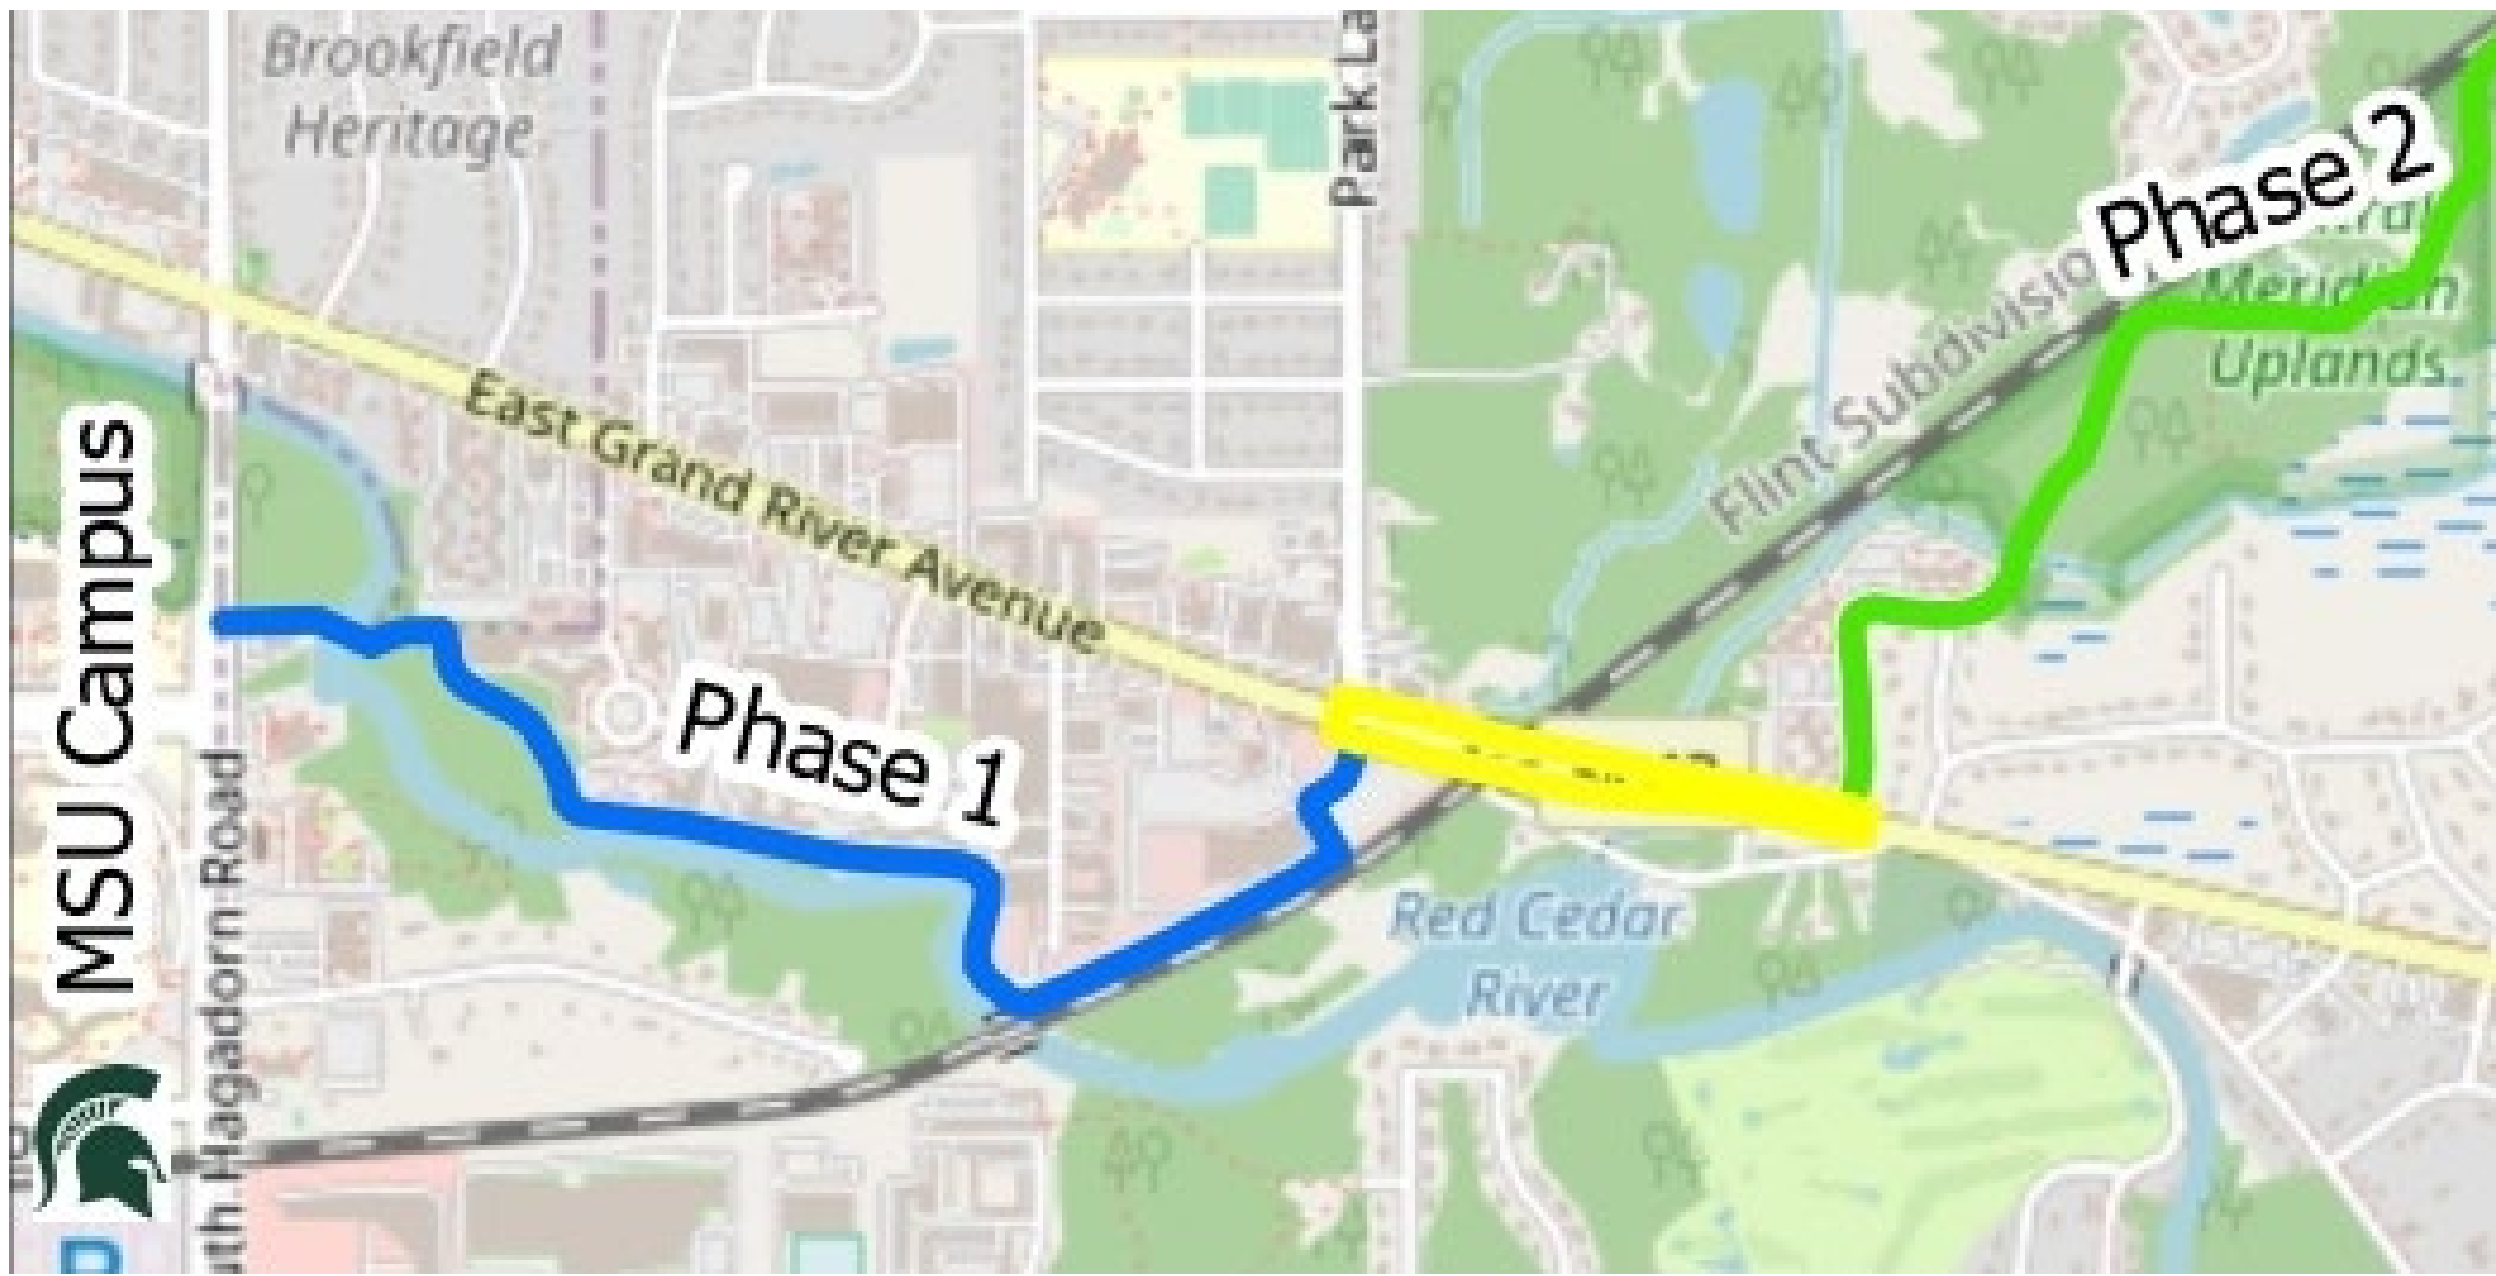 Brookfield
Heritage
Park La
Phase 2
Meridian
Uplands
Flint Subdivisio
East Grand River Avenue
MSU Campus
Phase 1
Red Cedar
River
uth Hagadorn Road